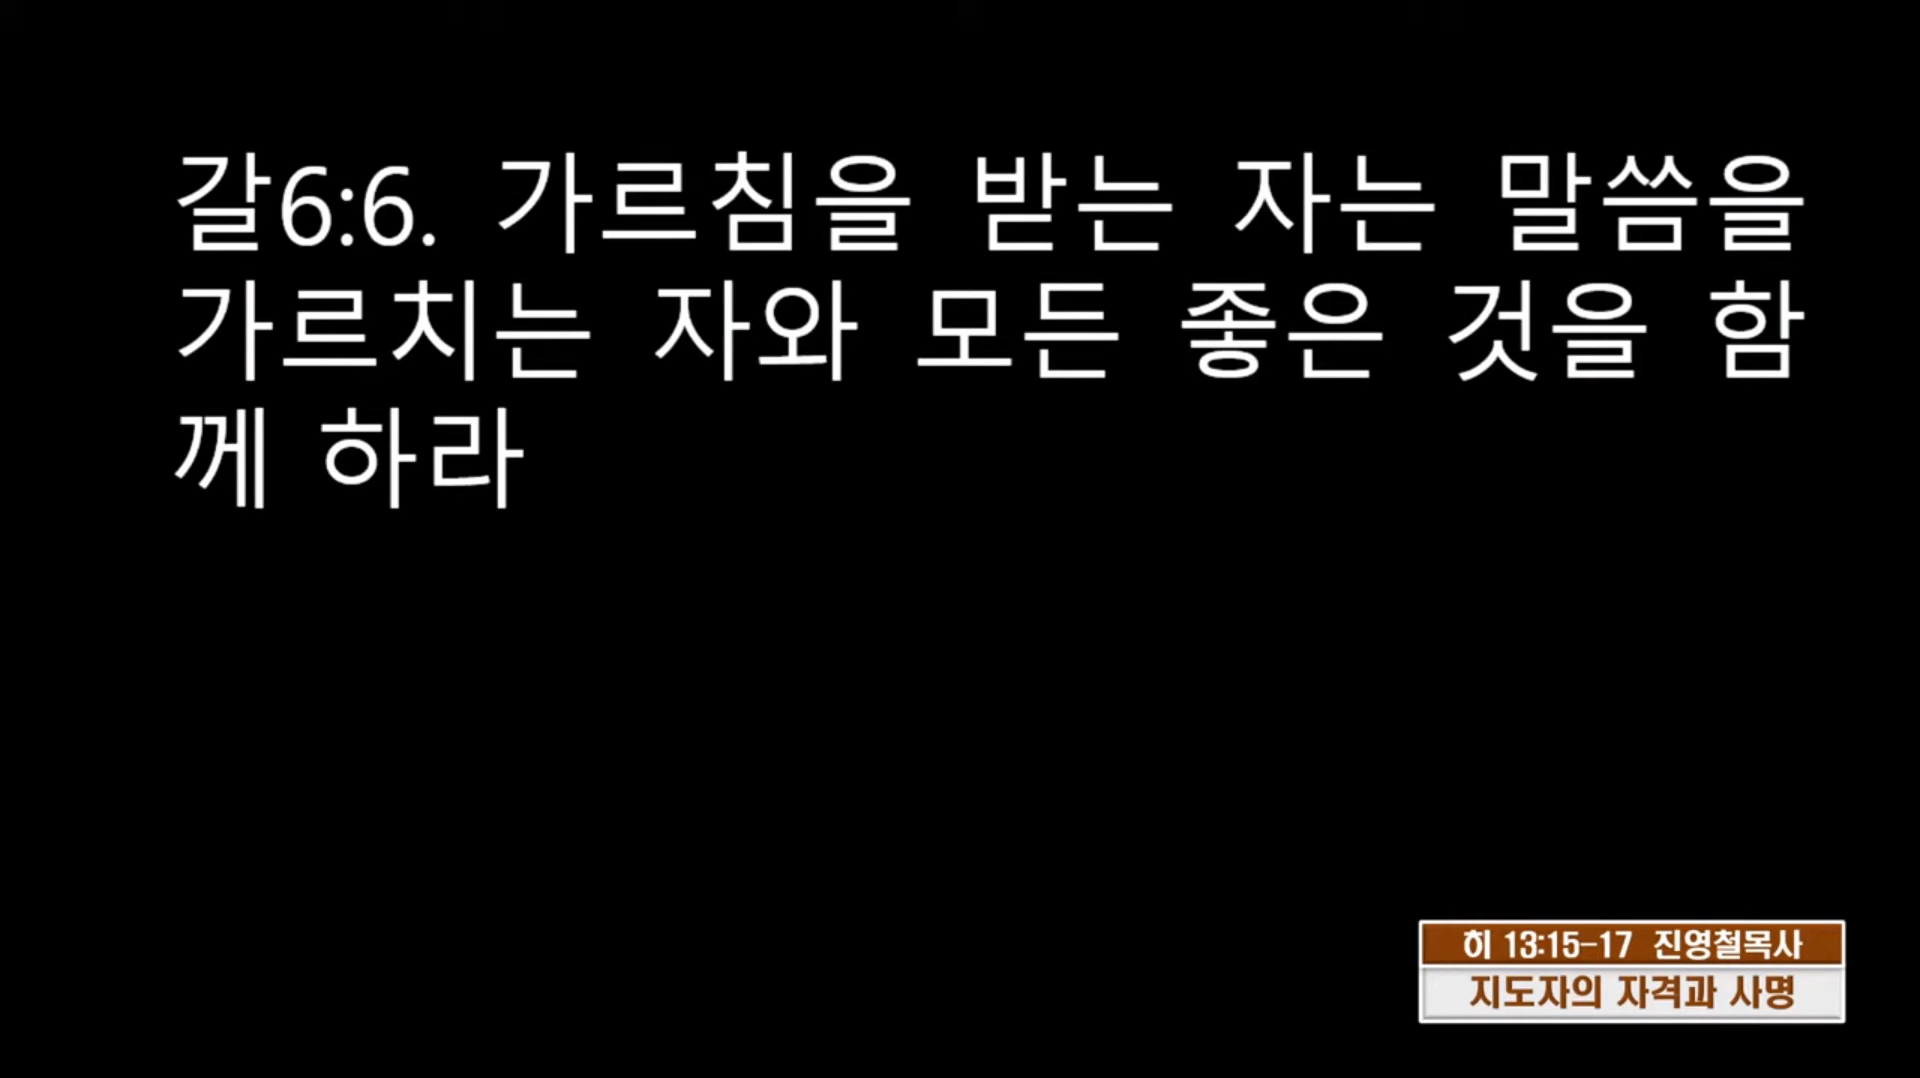 갈6:6. 가르침을 받는 자는 말씀을
가르치는 자와 모든 좋은 것을 함
께 하라
히 13:15-17 진영철목사
지도자의 자격과 사명